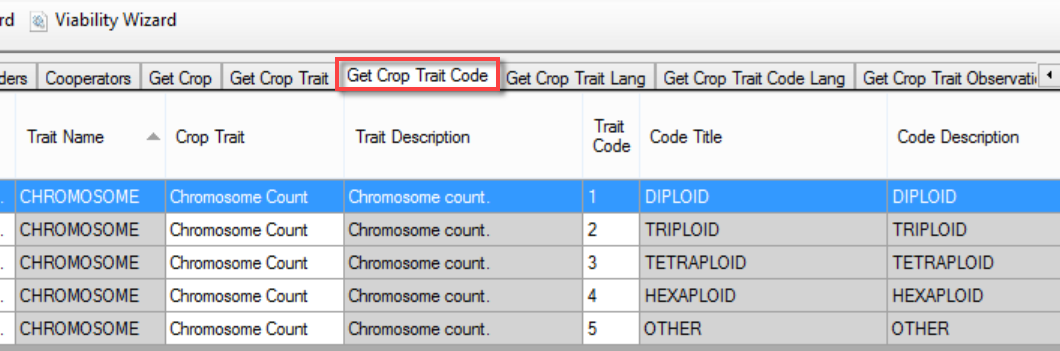 rd Viability Wizard
ders Cooperators Get Crop Get Crop Trait Get Crop Trait Code Get Crop Trait Lang Get Crop Trait Code Lang Get Crop Trait Observati
Trait Name Crop Trait Trait Description Trait Code Code Title Code Description
. CHROMOSOME Chromosome Count Chromosome count. 1 DIPLOID DIPLOID
. CHROMOSOME Chromosome Count Chromosome count. 2 TRIPLOID TRIPLOID
. CHROMOSOME Chromosome Count Chromosome count. 3 TETRAPLOID TETRAPLOID
. CHROMOSOME Chromosome Count Chromosome count. 4 HEXAPLOID HEXAPLOID
. CHROMOSOME Chromosome Count Chromosome count. 5 OTHER OTHER